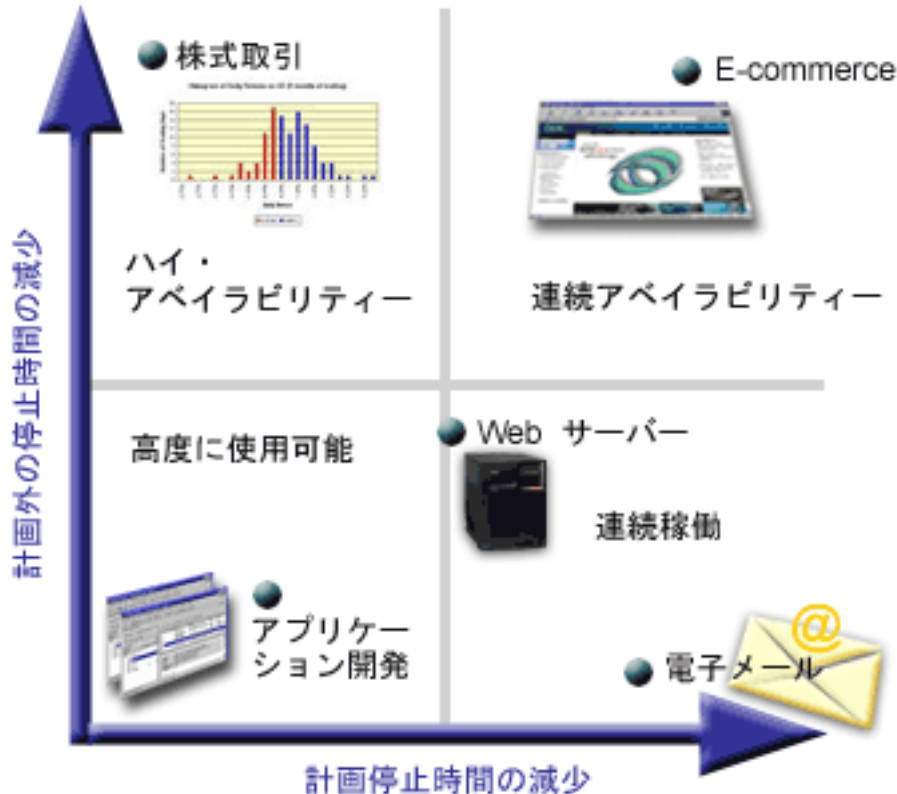 株式取引
E-commerce
ハイ・
アベイラビリティー
連続アベイラビリティー
計画外の停止時間の減少
高度に使用可能
Web サーバー
連続稼働
アプリケー
ション開発
@
電子メール
計画停止時間の減少